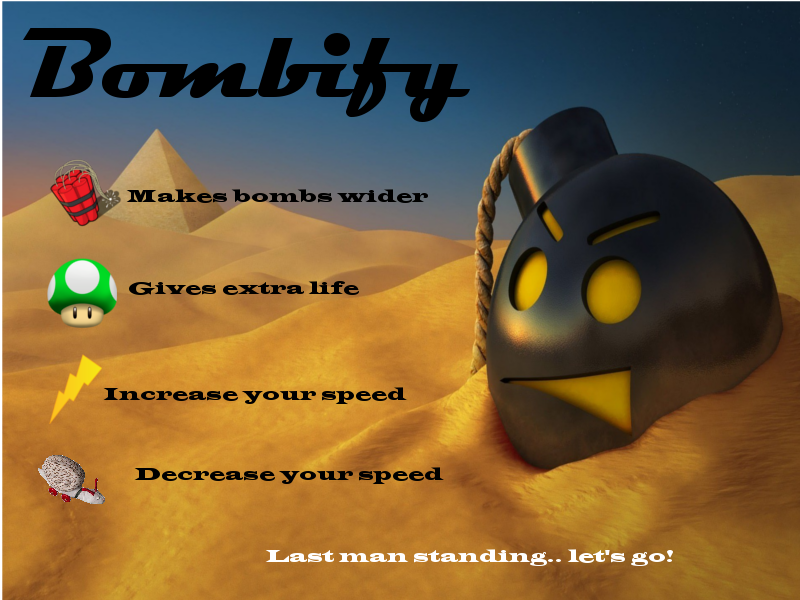 Bombify
Makes bombs wider
Gives extra life
Increase your speed
Decrease your speed
Last man standing.. let's go!